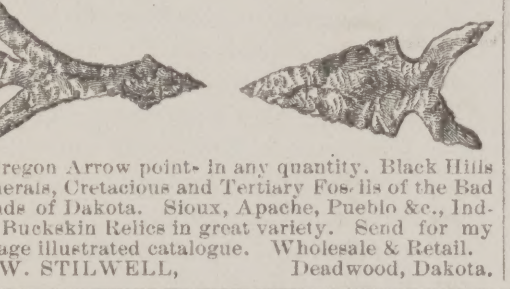 regon Arrow points in any quantity. Black Hills
nerals, Cretacious and Tertiary Fossils of the Bad
nds of Dakota. Sioux, Apache, Pueblo &c., Ind-
Buckskin Relics in great variety. Send for my
age illustrated catalogue. Wholesale & Retail.
W. STILWELL, Deadwood, Dakota.